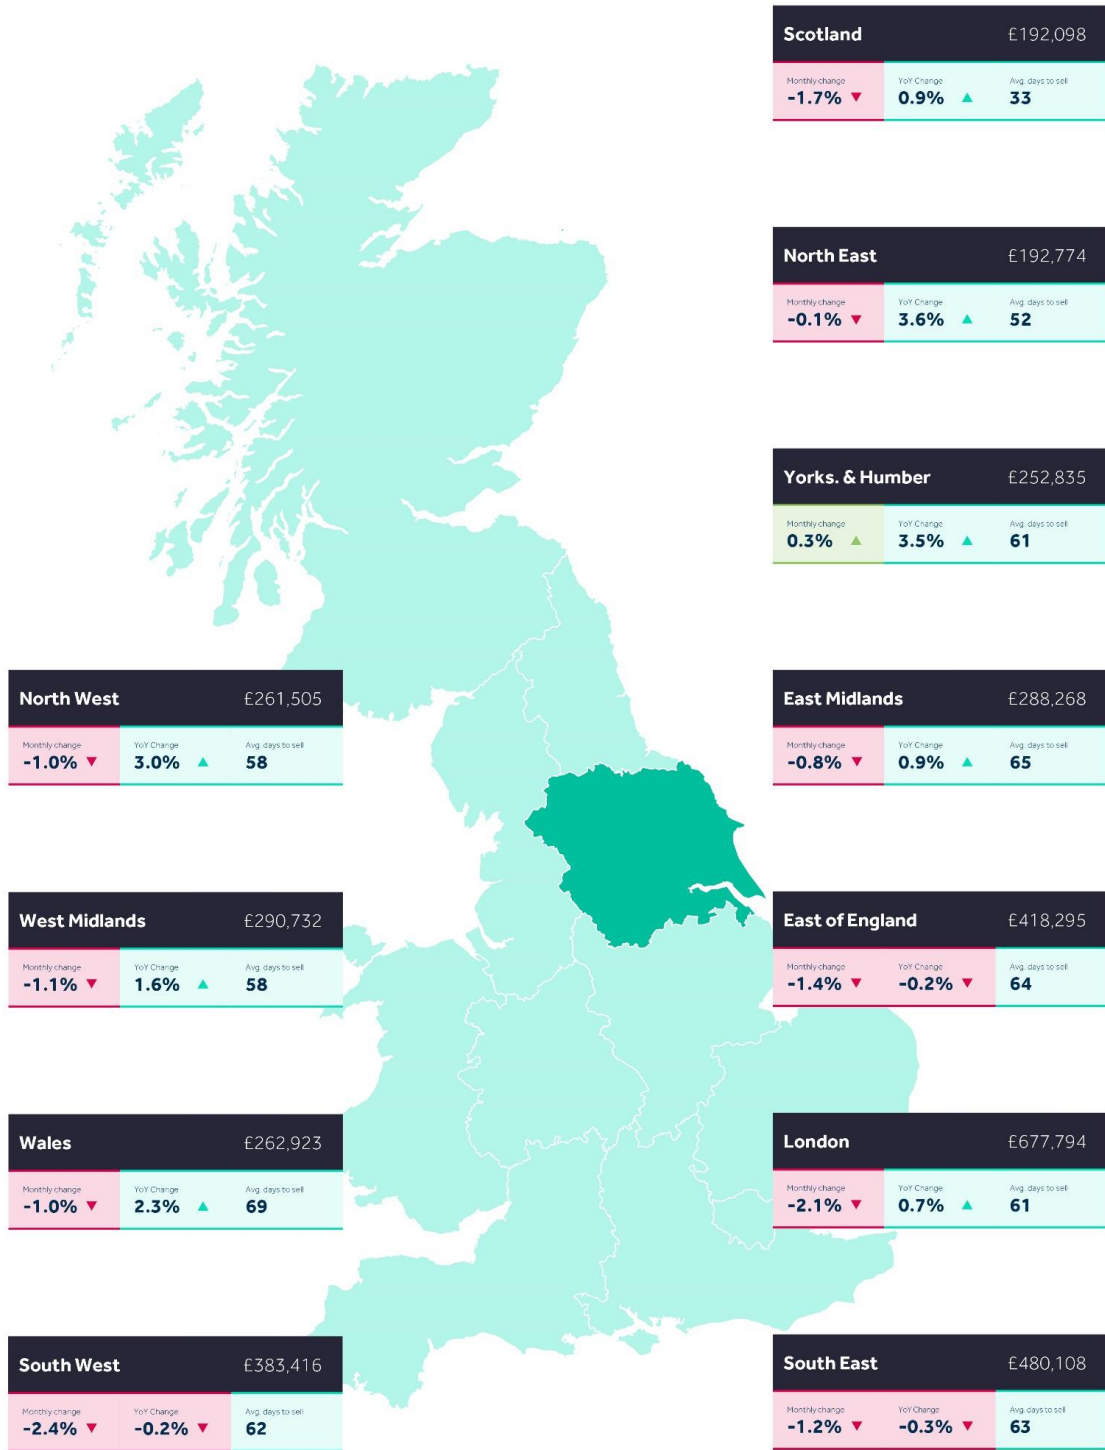 Scotland £192,098
Monthly change YoY Change Avg. days to sell
-1.7% ▼ 0.9% ▲ 33
North East £192,774
Monthly change YoY Change Avg. days to sell
-0.1% ▼ 3.6% ▲ 52
Yorks. & Humber £252,835
Monthly change YoY Change Avg. days to sell
0.3% ▲ 3.5% ▲ 61
North West £261,505
Monthly change YoY Change Avg. days to sell
-1.0% ▼ 3.0% ▲ 58
East Midlands £288,268
Monthly change YoY Change Avg. days to sell
-0.8% ▼ 0.9% ▲ 65
West Midlands £290,732
Monthly change YoY Change Avg. days to sell
-1.1% ▼ 1.6% ▲ 58
East of England £418,295
Monthly change YoY Change Avg. days to sell
-1.4% ▼ -0.2% ▼ 64
Wales £262,923
Monthly change YoY Change Avg. days to sell
-1.0% ▼ 2.3% ▲ 69
London £677,794
Monthly change YoY Change Avg. days to sell
-2.1% ▼ 0.7% ▲ 61
South West £383,416
Monthly change YoY Change Avg. days to sell
-2.4% ▼ -0.2% ▼ 62
South East £480,108
Monthly change YoY Change Avg. days to sell
-1.2% ▼ -0.3% ▼ 63